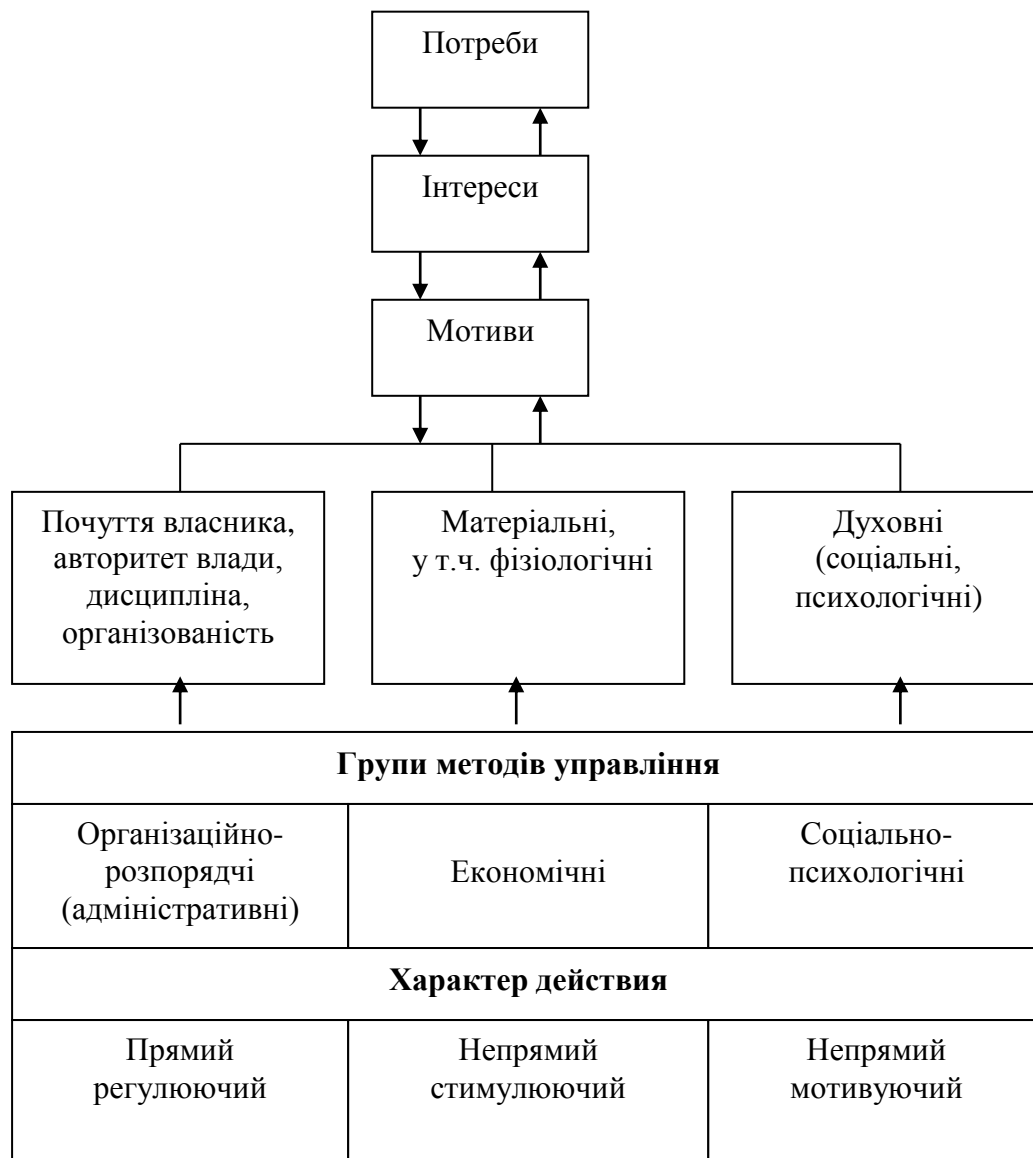 Потреби
Інтереси
Мотиви
Почуття власника,
авторитет влади,
дисципліна,
організованість
Матеріальні,
у т.ч. фізіологічні
Духовні
(соціальні,
психологічні)
Групи методів управління
Організаційно-
розпорядчі
(адміністративні)
Економічні
Соціально-
психологічні
Характер действия
Прямий
регулюючий
Непрямий
стимулюючий
Непрямий
мотивуючий